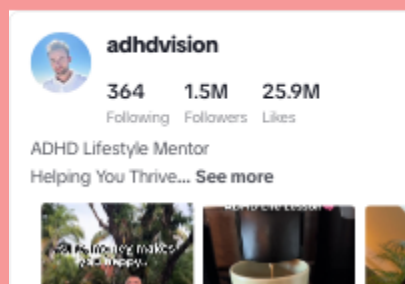 adhdvision
364 1.5M 25.9M
Following Followers Likes
ADHD Lifestyle Mentor
Helping You Thrive... See more
money makes
you happy..
ADHD Life Lesson